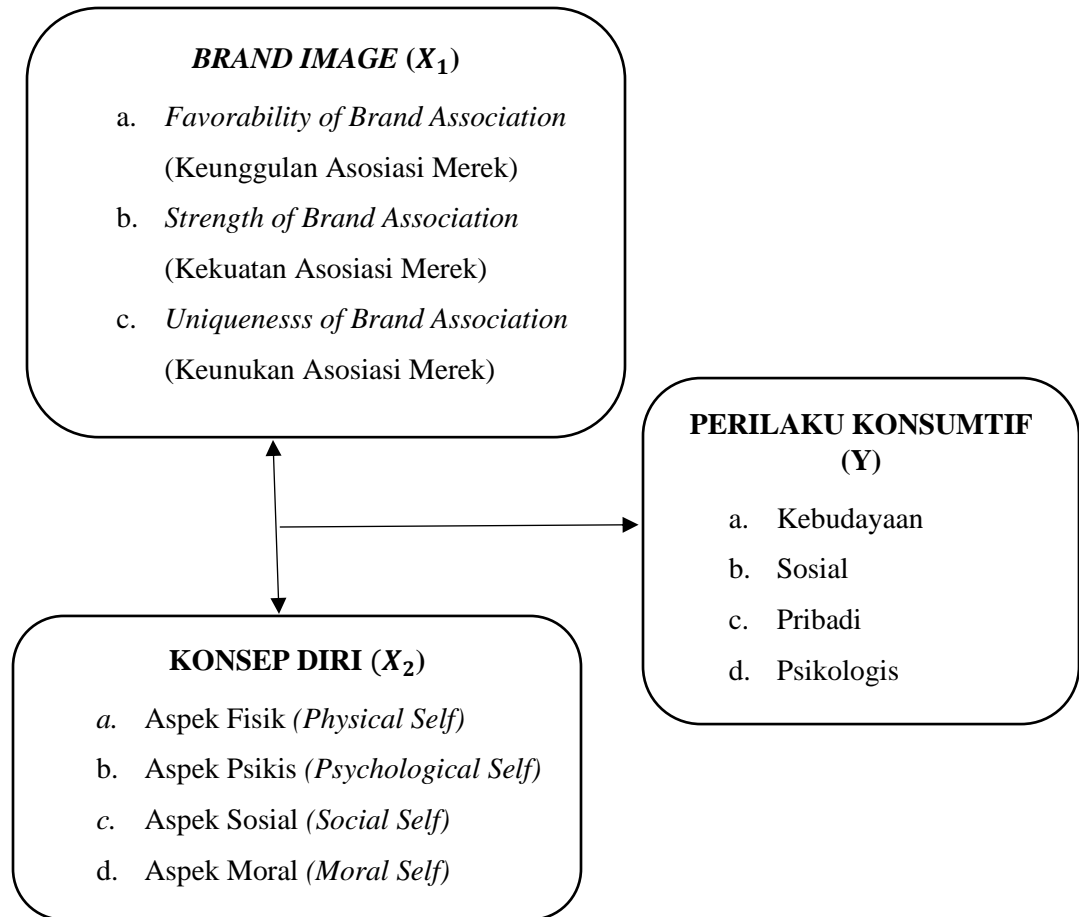 BRAND IMAGE (X₁)
a. Favorability of Brand Association
(Keunggulan Asosiasi Merek)
b. Strength of Brand Association
(Kekuatan Asosiasi Merek)
c. Uniquenesss of Brand Association
(Keunukan Asosiasi Merek)
PERILAKU KONSUMTIF
(Y)
a. Kebudayaan
b. Sosial
c. Pribadi
d. Psikologis
KONSEP DIRI (X₂)
a. Aspek Fisik (Physical Self)
b. Aspek Psikis (Psychological Self)
c. Aspek Sosial (Social Self)
d. Aspek Moral (Moral Self)